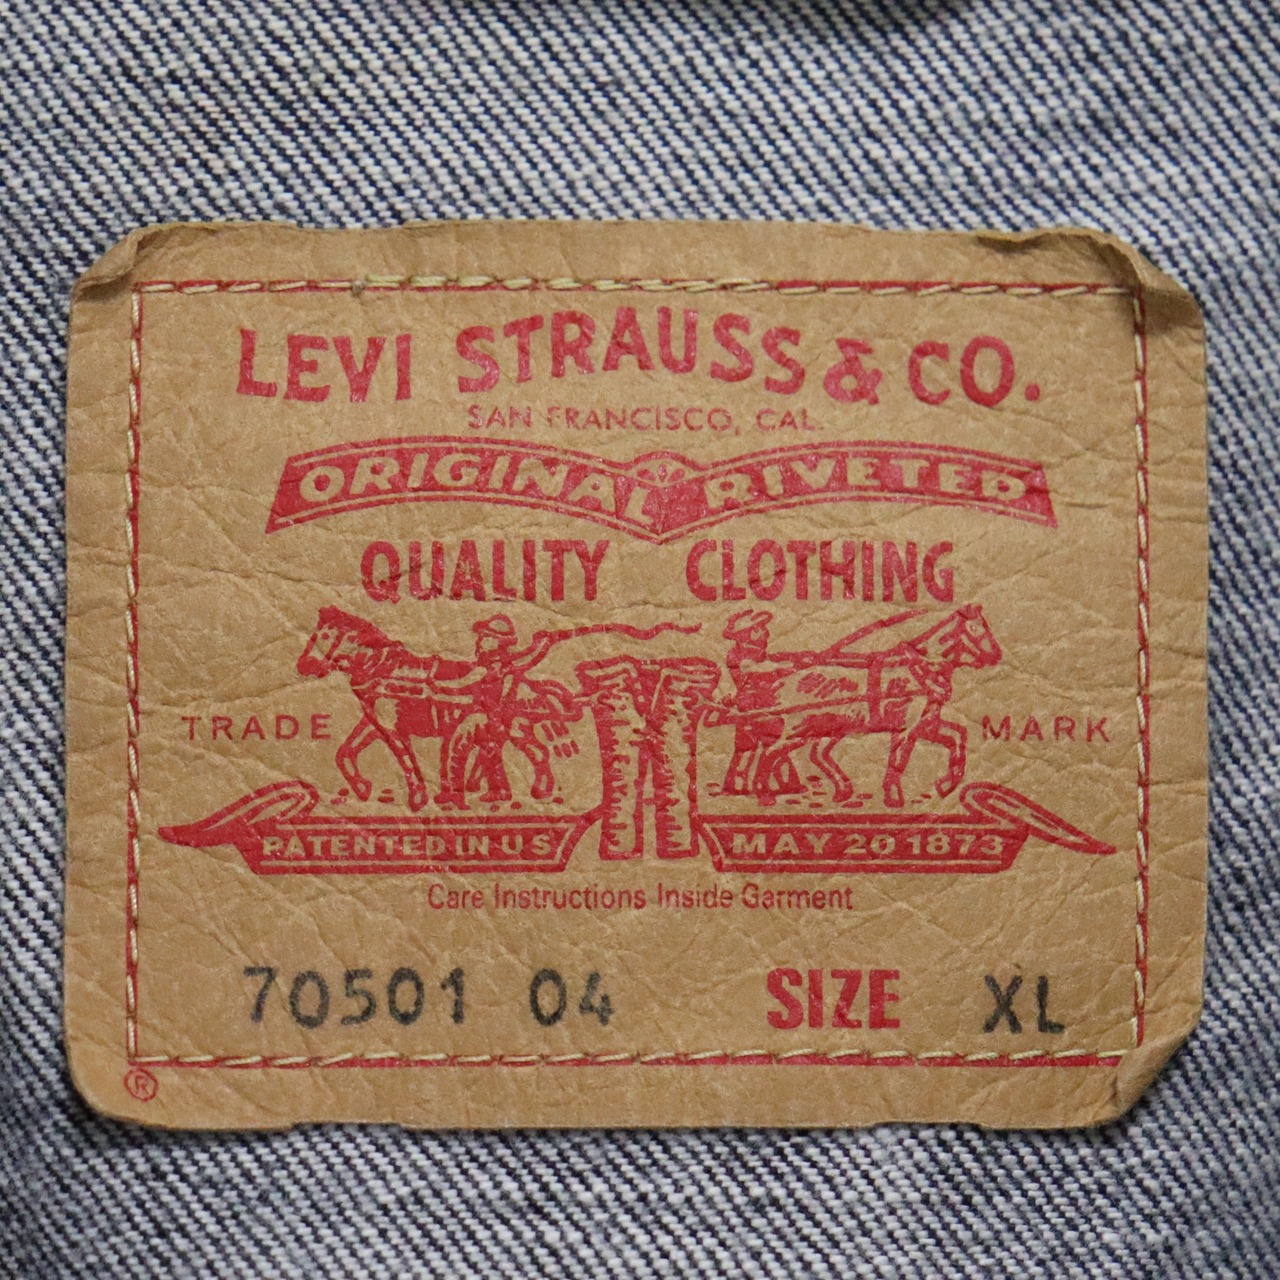 LEVI STRAUSS & CO.
SAN FRANCISCO, CAL.
ORIGINAL RIVETED
QUALITY CLOTHING
TRADE MARK
PATENTED IN U S MAY 20 1873
Care Instructions Inside Garment
70501 04 SIZE XL
®